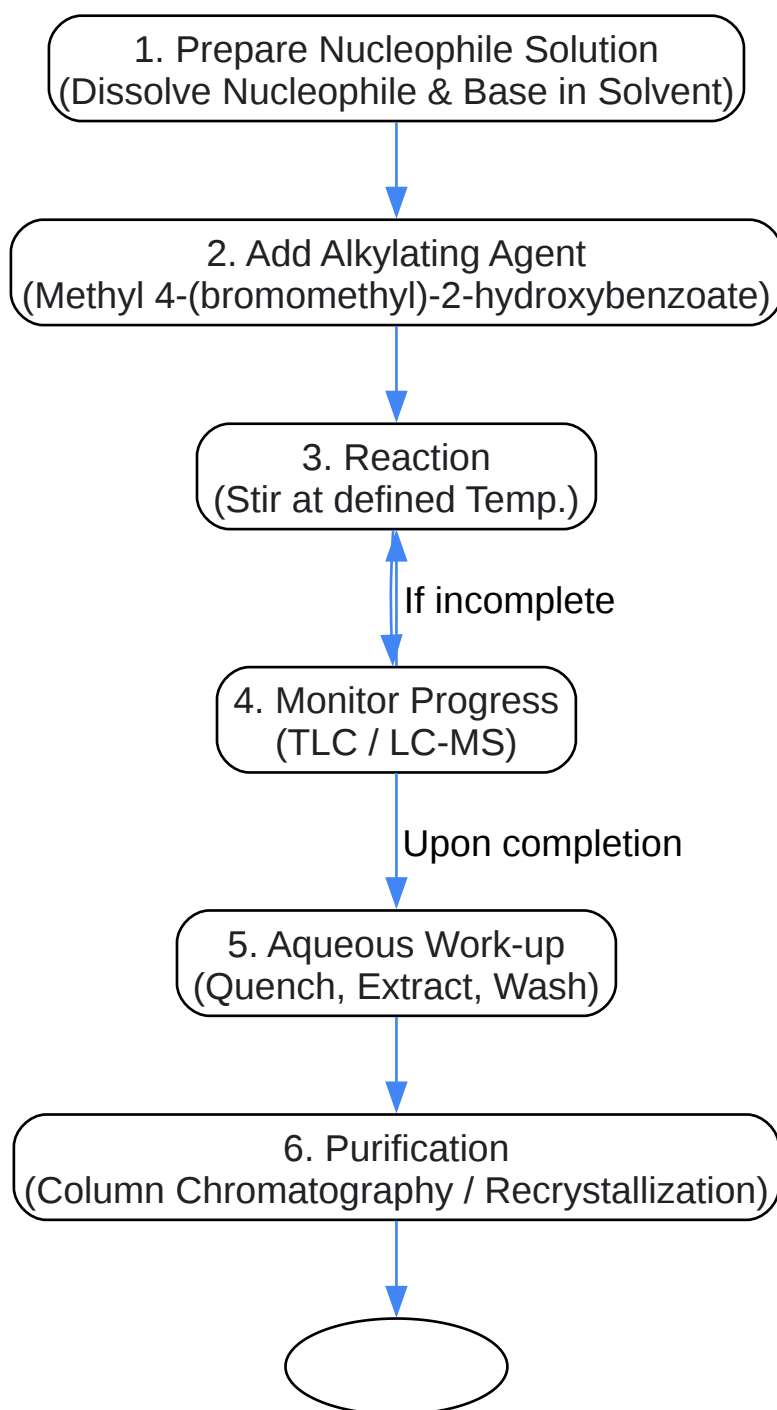 1. Prepare Nucleophile Solution
(Dissolve Nucleophile & Base in Solvent)
2. Add Alkylating Agent
(Methyl 4-(bromomethyl)-2-hydroxybenzoate)
3. Reaction
(Stir at defined Temp.)
If incomplete
4. Monitor Progress
(TLC / LC-MS)
Upon completion
5. Aqueous Work-up
(Quench, Extract, Wash)
6. Purification
(Column Chromatography / Recrystallization)